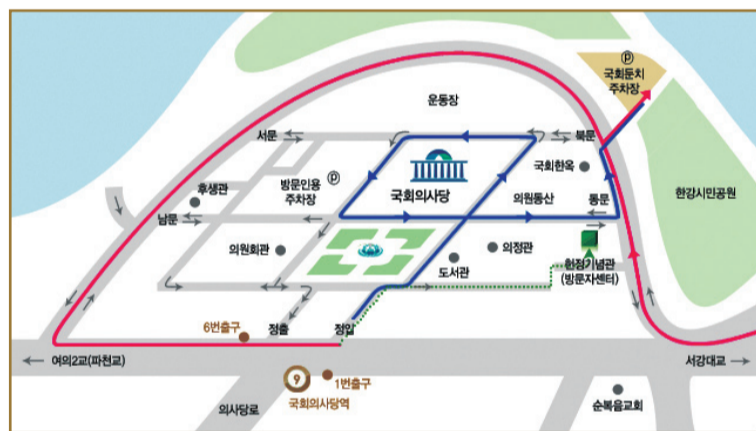 ⓟ
국회둔치
주차장
운동장
서문
북문
국회한옥
후생관
방문인용 ⓟ
주차장
국회의사당
한강시민공원
의원동산
동문
남문
의원회관
의정관
도서관
헌정기념관
(방문자센터)
6번출구
정출
정입
여의2교(파천교)
서강대교
9
1번출구
국회의사당역
의사당로
순복음교회